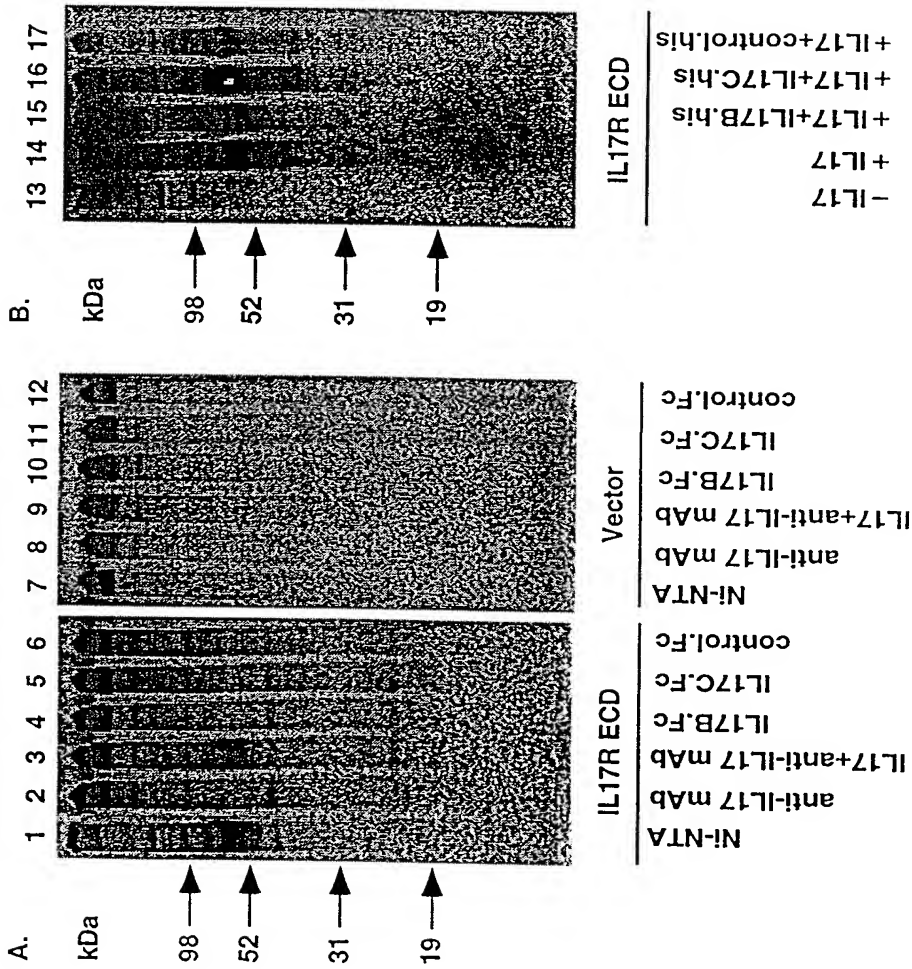 A.
kDa
1 2 3 4 5 6
7 8 9 10 11 12
98
52
31
19
IL17R ECD
Ni-NTA
anti-IL17 mAb
IL17+anti-IL17 mAb
IL17B.Fc
IL17C.Fc
control.Fc
Vector
Ni-NTA
anti-IL17 mAb
IL17+anti-IL17 mAb
IL17B.Fc
IL17C.Fc
control.Fc
B.
kDa
13 14 15 16 17
98
52
31
19
IL17R ECD
–IL17
+IL17
+IL17+IL17B.his
+IL17+IL17C.his
+IL17+control.his